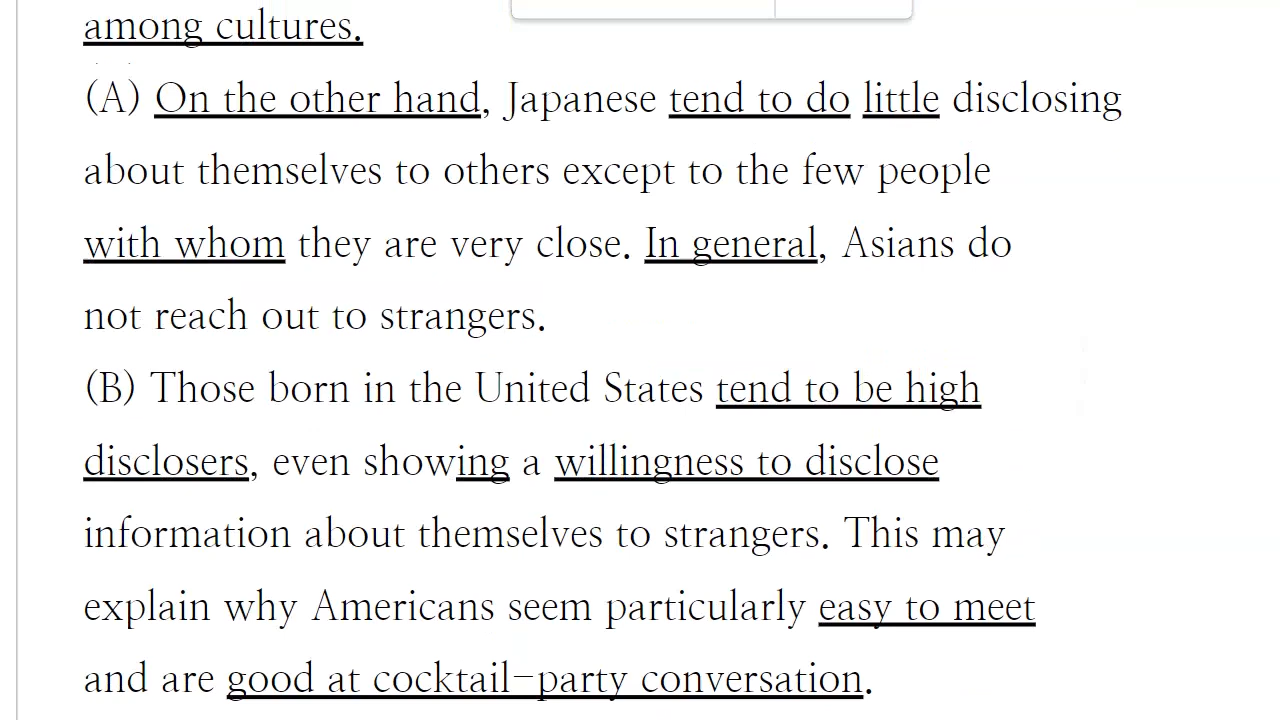 among cultures.
(A) On the other hand, Japanese tend to do little disclosing
about themselves to others except to the few people
with whom they are very close. In general, Asians do
not reach out to strangers.
(B) Those born in the United States tend to be high
disclosers, even showing a willingness to disclose
information about themselves to strangers. This may
explain why Americans seem particularly easy to meet
and are good at cocktail-party conversation.